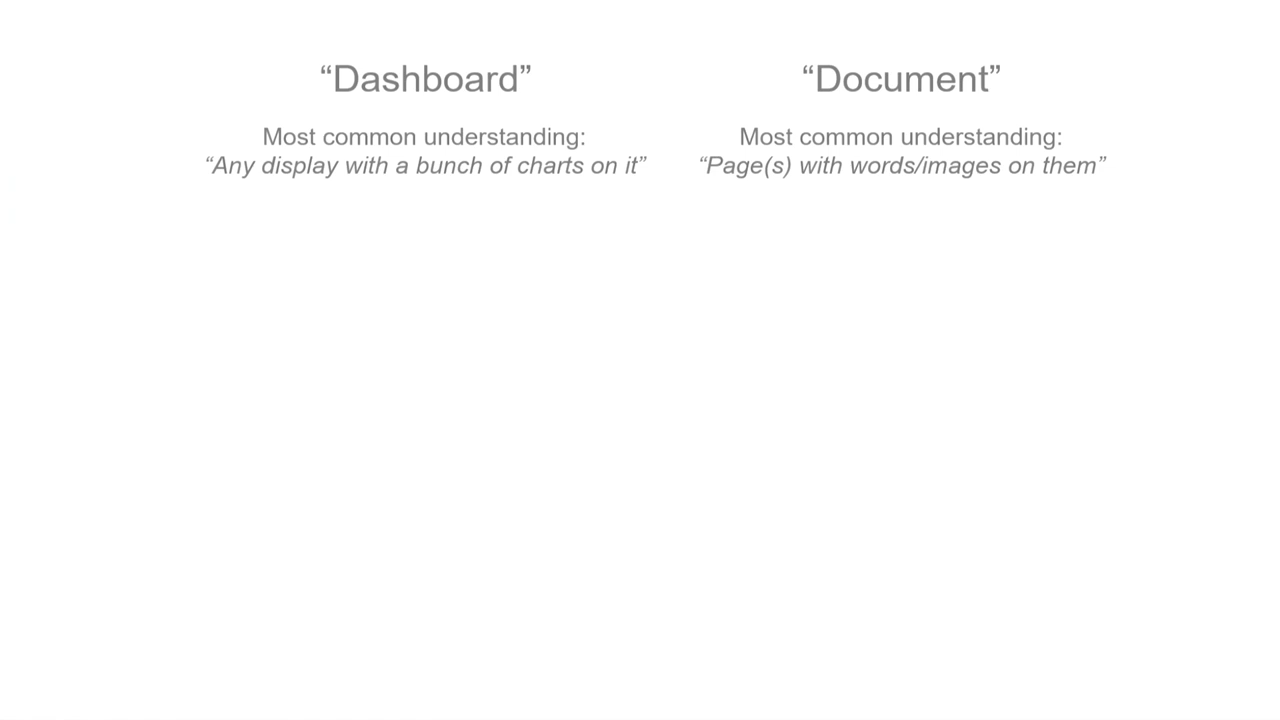 “Dashboard”
Most common understanding:
“Any display with a bunch of charts on it”
“Document”
Most common understanding:
“Page(s) with words/images on them”